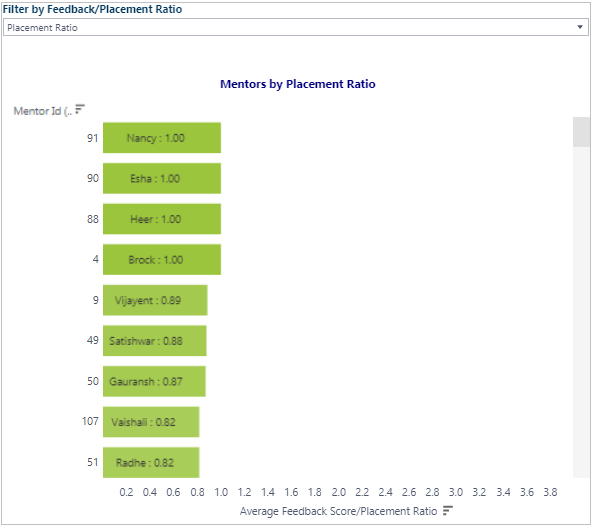 Filter by Feedback/Placement Ratio
Placement Ratio
Mentors by Placement Ratio
Mentor Id (..
91 Nancy : 1.00
90 Esha : 1.00
88 Heer : 1.00
4 Brock : 1.00
9 Vijayent : 0.89
49 Satishwar : 0.88
50 Gauransh : 0.87
107 Vaishali : 0.82
51 Radhe : 0.82
0.2 0.4 0.6 0.8 1.0 1.2 1.4 1.6 1.8 2.0 2.2 2.4 2.6 2.8 3.0 3.2 3.4 3.6 3.8
Average Feedback Score/Placement Ratio